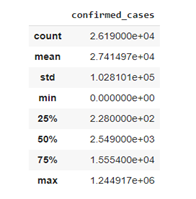 confirmed_cases
count 2.619000e+04
mean 2.741497e+04
std 1.028101e+05
min 0.000000e+00
25% 2.280000e+02
50% 2.549000e+03
75% 1.555400e+04
max 1.244917e+06